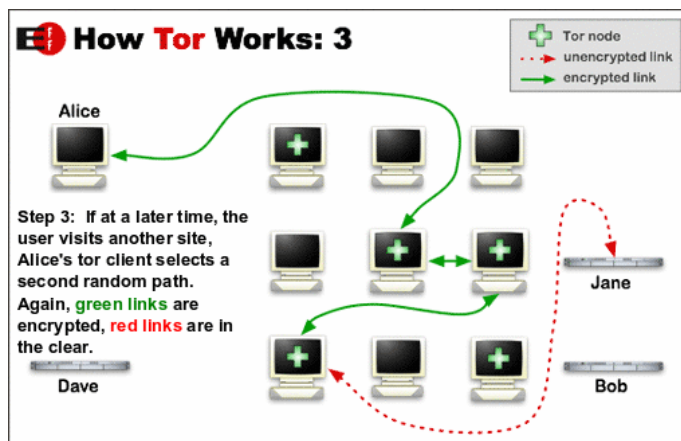 EFF How Tor Works: 3
Tor node
unencrypted link
encrypted link
Alice
Step 3: If at a later time, the
user visits another site,
Alice's tor client selects a
second random path.
Again, green links are
encrypted, red links are in
the clear.
Jane
Dave
Bob